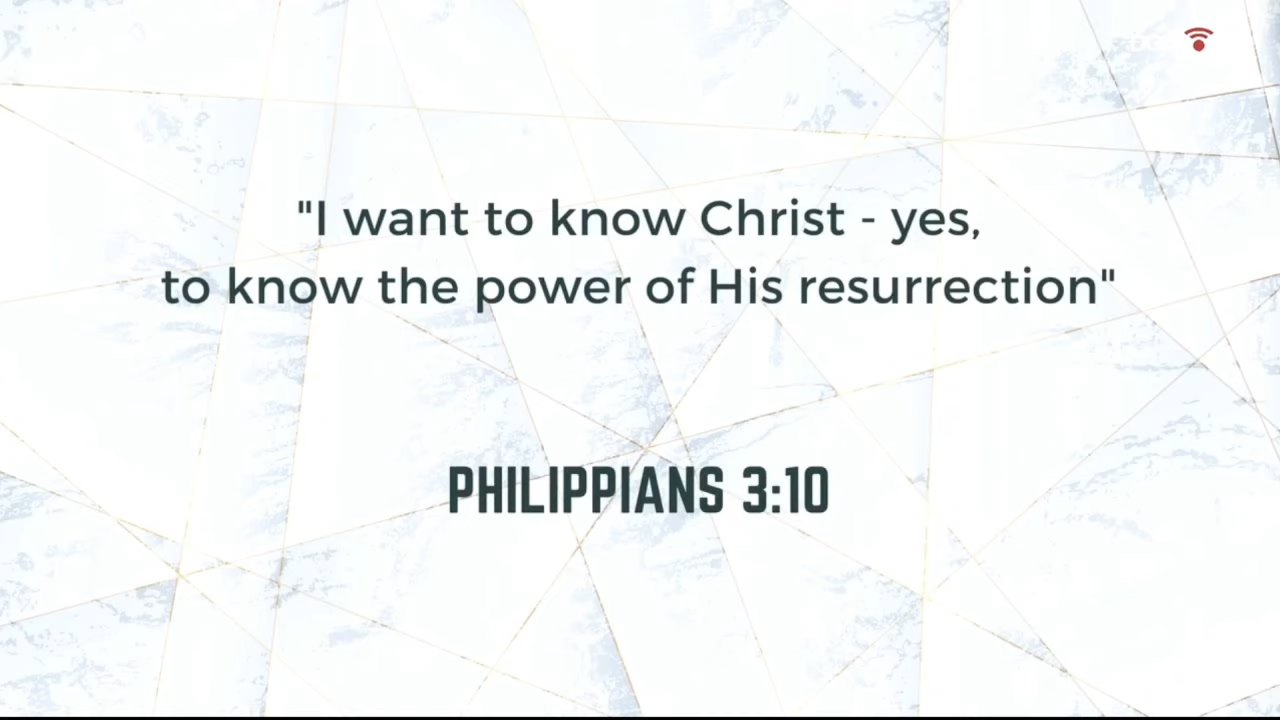 "I want to know Christ - yes,
to know the power of His resurrection"
PHILIPPIANS 3:10